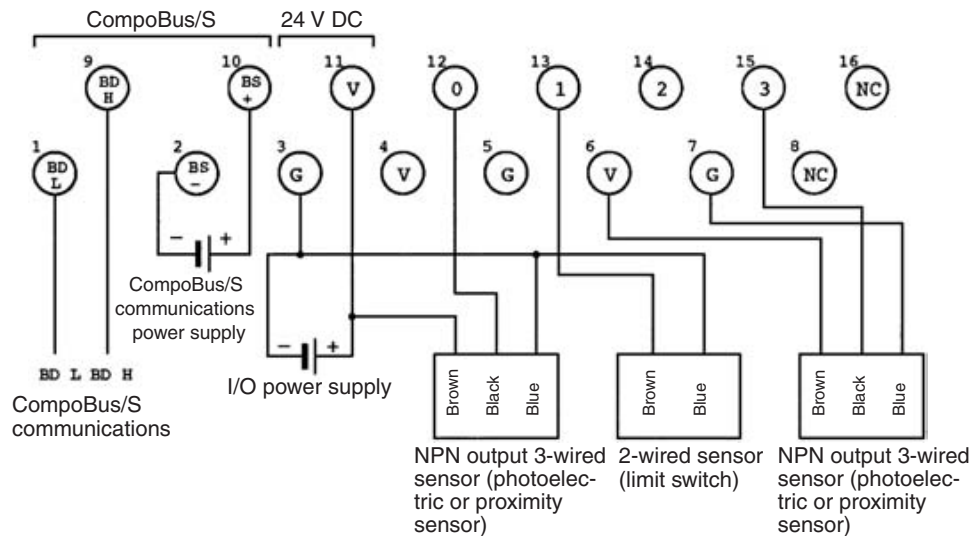 CompoBus/S
24 V DC
9
10
11
12
13
14
15
16
BD
H
BS
+
V
0
1
2
3
NC
1
2
3
4
5
6
7
8
BD
L
BS
−
G
V
G
V
G
NC
− +
CompoBus/S
communications
power supply
− +
I/O power supply
BD L BD H
CompoBus/S
communications
Brown
Black
Blue
Brown
Blue
Brown
Black
Blue
NPN output 3-wired
sensor (photoelec-
tric or proximity
sensor)
2-wired sensor
(limit switch)
NPN output 3-wired
sensor (photoelec-
tric or proximity
sensor)